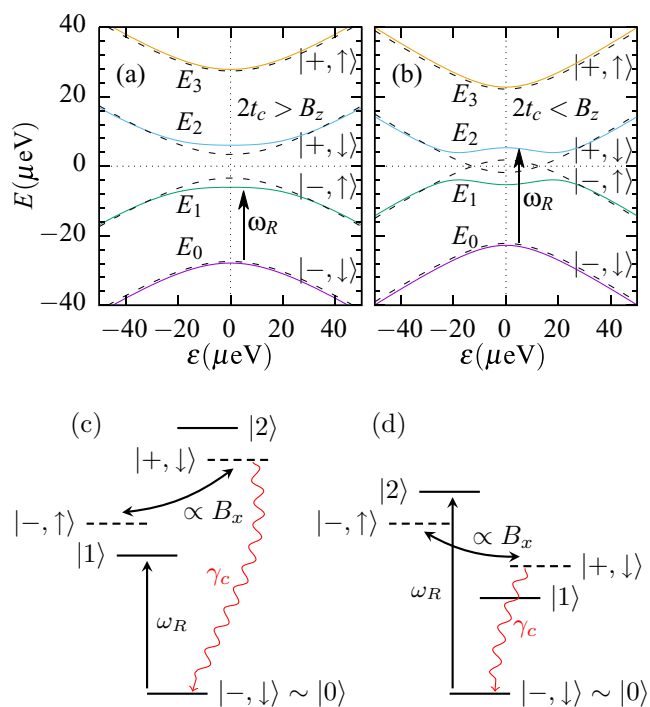 40
20
0
−20
−40
E(μeV)
(a)
2t_c > B_z
E_3
E_2
E_1
E_0
ω_R
|+,↑⟩
|+,↓⟩
|−,↑⟩
|−,↓⟩
−40 −20 0 20 40
ε(μeV)
(b)
2t_c < B_z
E_3
E_2
E_1
E_0
ω_R
|+,↑⟩
|+,↓⟩
|−,↑⟩
|−,↓⟩
−40 −20 0 20 40
ε(μeV)
(c)
|2⟩
|+,↓⟩
|−,↑⟩
∝ B_x
|1⟩
γ_c
ω_R
|−,↓⟩ ∼ |0⟩
(d)
|2⟩
|−,↑⟩
∝ B_x
|+,↓⟩
|1⟩
ω_R
γ_c
|−,↓⟩ ∼ |0⟩